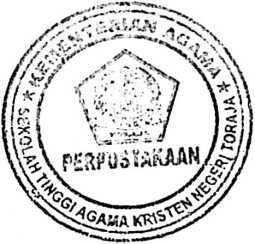 KEMENTERIAN AGAMA
PERPUSTAKAAN
SEKOLAH TINGGI AGAMA KRISTEN NEGERI TORAJA